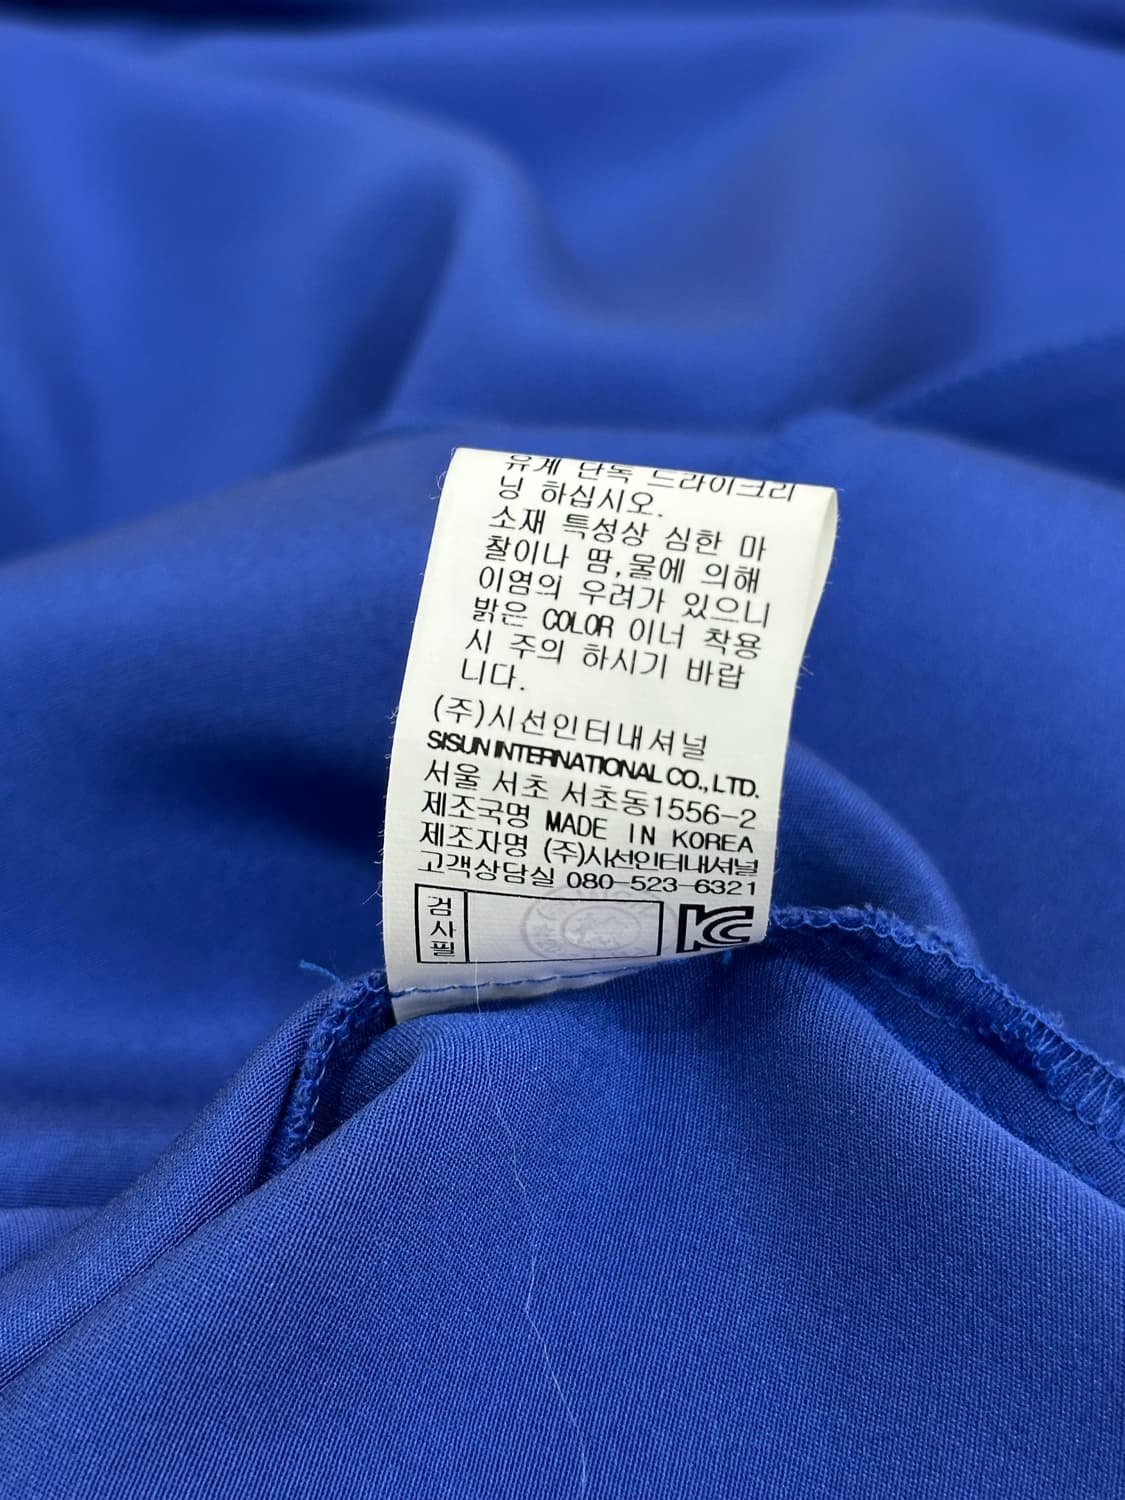 유계 단독 드라이크리
닝 하십시오.
소재 특성상 심한 마
찰이나 땀,물에 의해
이염의 우려가 있으니
밝은 COLOR 이너 착용
시 주의 하시기 바랍
니다.
(주)시선인터내셔널
SISUN INTERNATIONAL CO., LTD.
서울 서초 서초동1556-2
제조국명 MADE IN KOREA
제조자명 (주)시선인터내셔널
고객상담실 080-523-6321
검사필
KC